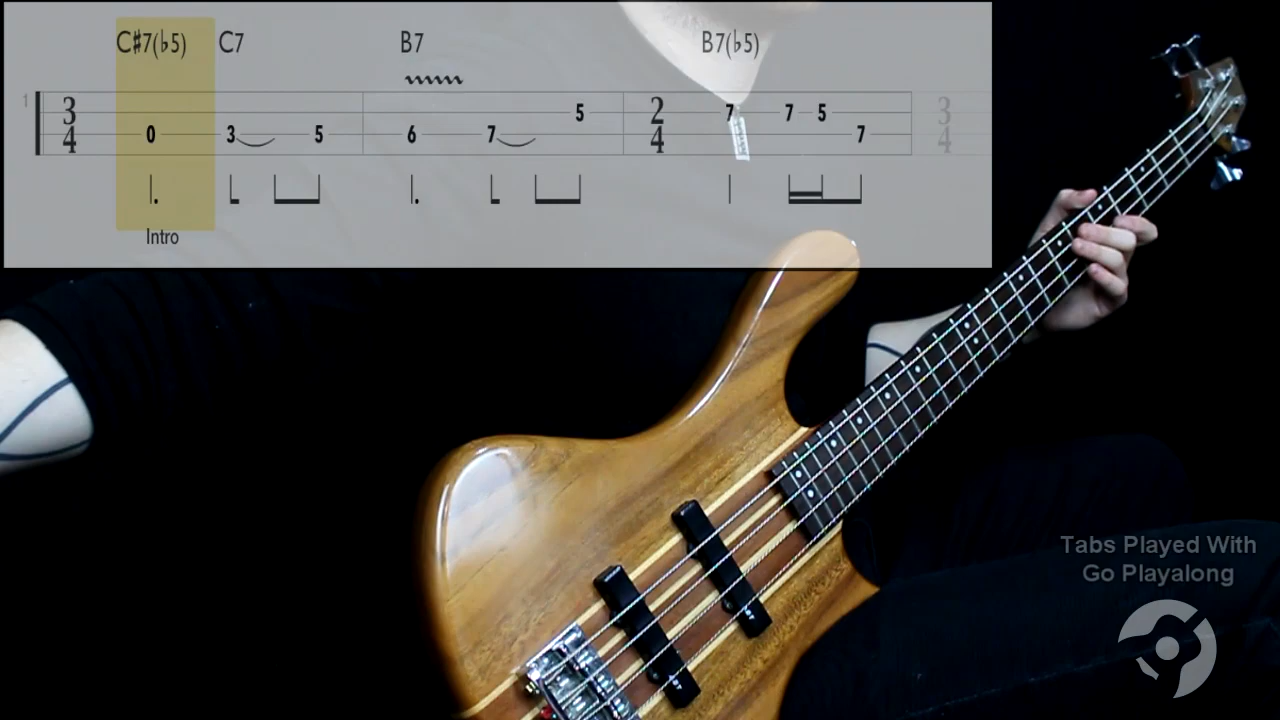 C#7(♭5) C7 B7 B7(♭5)
1 3 4 0 3 5 6 7 5 2 4 7 7 5 7 3 4
Intro
Tabs Played With
Go Playalong